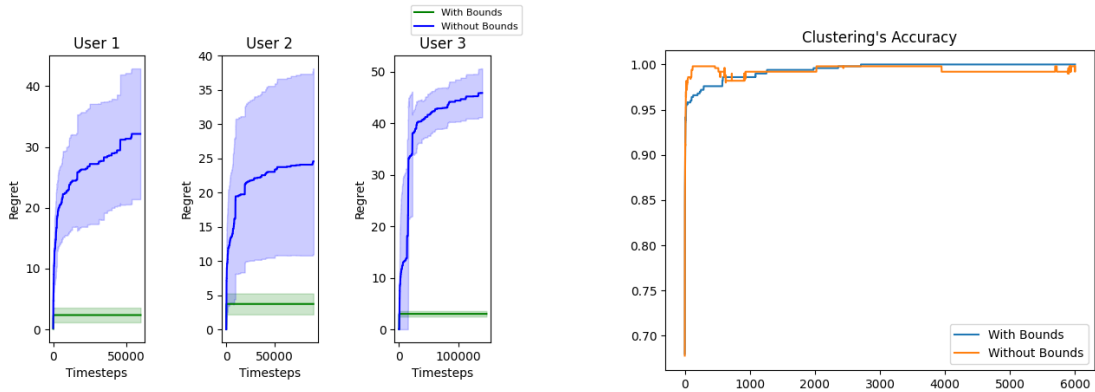 With Bounds
Without Bounds
User 1
User 2
User 3
Regret
40
30
20
10
0
0
50000
Timesteps
Regret
40
35
30
25
20
15
10
5
0
0
50000
Timesteps
Regret
50
40
30
20
10
0
0
100000
Timesteps
Clustering's Accuracy
1.00
0.95
0.90
0.85
0.80
0.75
0.70
0
1000
2000
3000
4000
5000
6000
With Bounds
Without Bounds